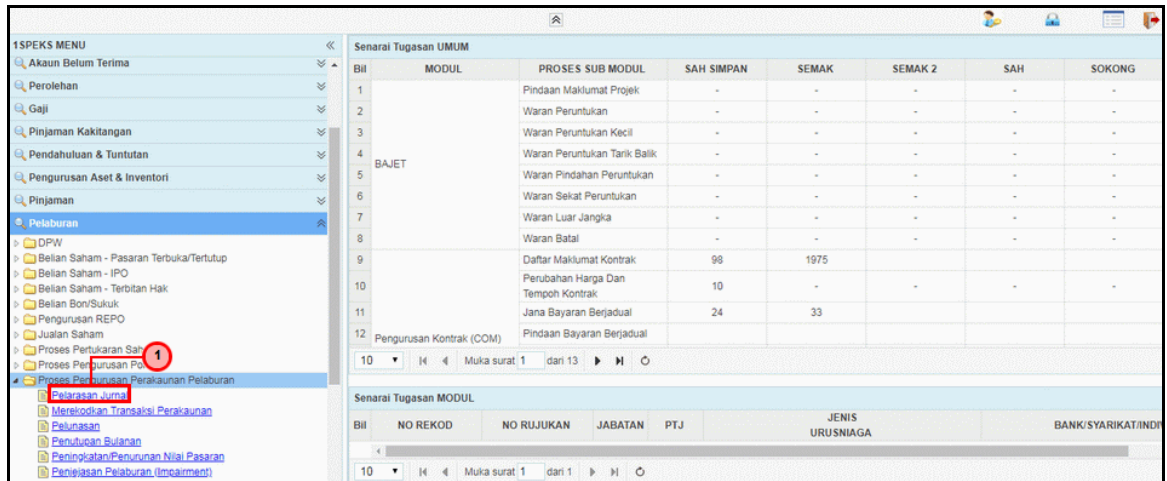 1SPEKS MENU
Akaun Belum Terima
Perolehan
Gaji
Pinjaman Kakitangan
Pendahuluan & Tuntutan
Pengurusan Aset & Inventori
Pinjaman
Pelaburan
DPW
Belian Saham - Pasaran Terbuka/Tertutup
Belian Saham - IPO
Belian Saham - Terbitan Hak
Belian Bon/Sukuk
Pengurusan REPO
Jualan Saham
Proses Pertukaran Sah
1
Proses Pengurusan Po
Proses Pengurusan Perakaunan Pelaburan
Pelarasan Jurnal
Merekodkan Transaksi Perakaunan
Pelunasan
Penutupan Bulanan
Peningkatan/Penurunan Nilai Pasaran
Penjejasan Pelaburan (Impairment)
Senarai Tugasan UMUM
Bil MODUL PROSES SUB MODUL SAH SIMPAN SEMAK SEMAK 2 SAH SOKONG
BAJET
1 Pindaan Maklumat Projek - - - - -
2 Waran Peruntukan - - - - -
3 Waran Peruntukan Kecil - - - - -
4 Waran Peruntukan Tarik Balik - - - - -
5 Waran Pindahan Peruntukan - - - - -
6 Waran Sekat Peruntukan - - - - -
7 Waran Luar Jangka - - - - -
8 Waran Batal - - - - -
Pengurusan Kontrak (COM)
9 Daftar Maklumat Kontrak 98 1975
10 Perubahan Harga Dan
Tempoh Kontrak 10 - - - -
11 Jana Bayaran Berjadual 24 33
12 Pindaan Bayaran Berjadual
10 Muka surat 1 dari 13
Senarai Tugasan MODUL
Bil NO REKOD NO RUJUKAN JABATAN PTJ JENIS
URUSNIAGA BANK/SYARIKAT/INDIV
10 Muka surat 1 dari 1